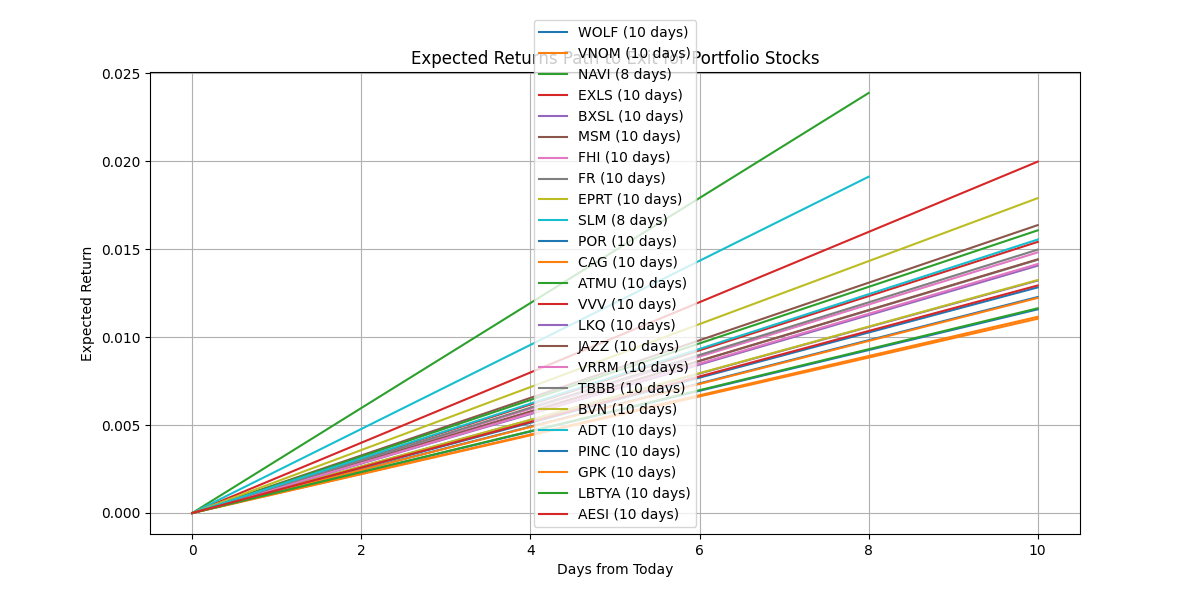 Expected Returns Path to Exit for Portfolio Stocks
WOLF (10 days)
VNOM (10 days)
NAVI (8 days)
EXLS (10 days)
BXSL (10 days)
MSM (10 days)
FHI (10 days)
FR (10 days)
EPRT (10 days)
SLM (8 days)
POR (10 days)
CAG (10 days)
ATMU (10 days)
VVV (10 days)
LKQ (10 days)
JAZZ (10 days)
VRRM (10 days)
TBBB (10 days)
BVN (10 days)
ADT (10 days)
PINC (10 days)
GPK (10 days)
LBTYA (10 days)
AESI (10 days)
Expected Return
0.025
0.020
0.015
0.010
0.005
0.000
0 2 4 6 8 10
Days from Today